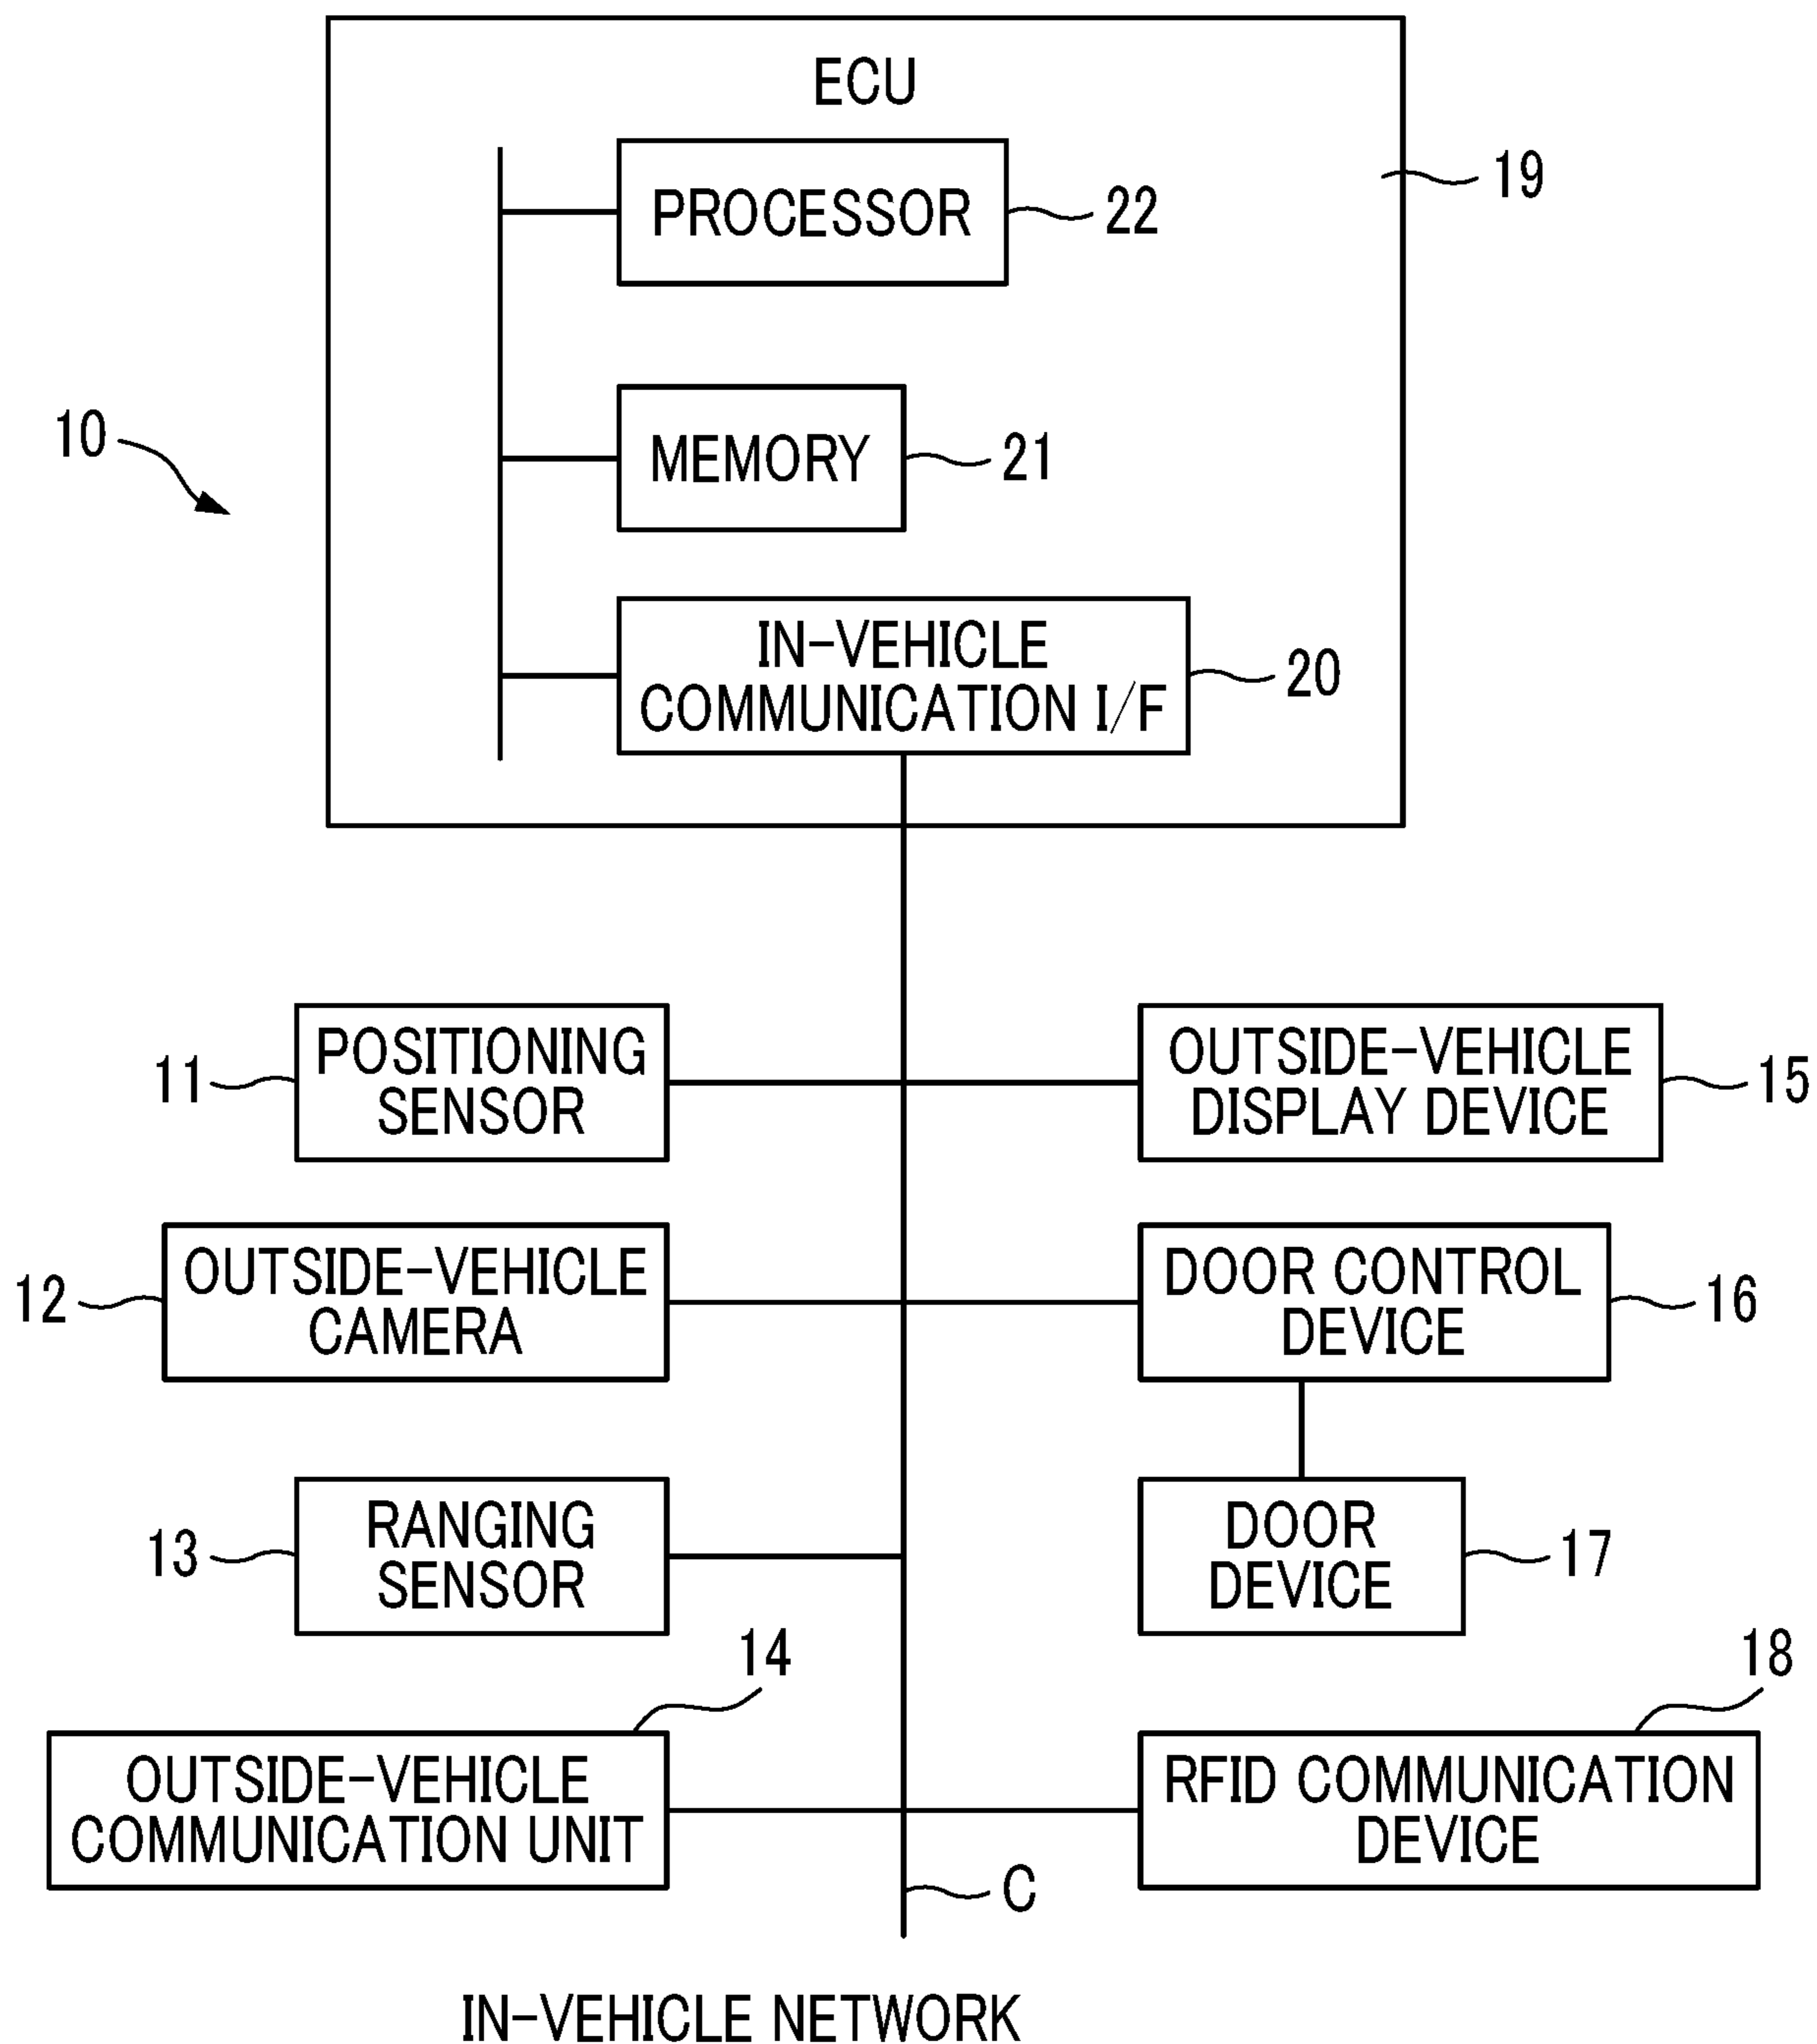 ECU
PROCESSOR
22
19
10
MEMORY
21
IN-VEHICLE
COMMUNICATION I/F
20
11
POSITIONING
SENSOR
OUTSIDE-VEHICLE
DISPLAY DEVICE
15
12
OUTSIDE-VEHICLE
CAMERA
DOOR CONTROL
DEVICE
16
13
RANGING
SENSOR
DOOR
DEVICE
17
14
18
OUTSIDE-VEHICLE
COMMUNICATION UNIT
RFID COMMUNICATION
DEVICE
C
IN-VEHICLE NETWORK